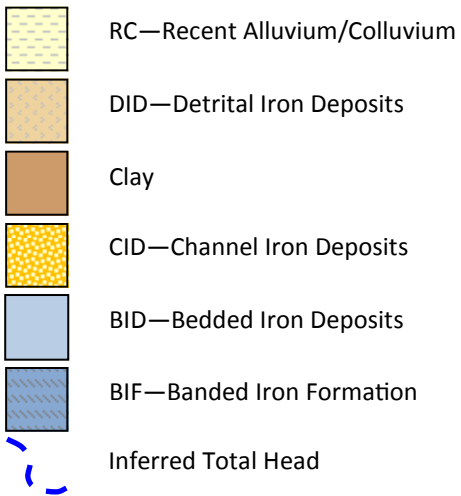 RC—Recent Alluvium/Colluvium
DID—Detrital Iron Deposits
Clay
CID—Channel Iron Deposits
BID—Bedded Iron Deposits
BIF—Banded Iron Formation
Inferred Total Head